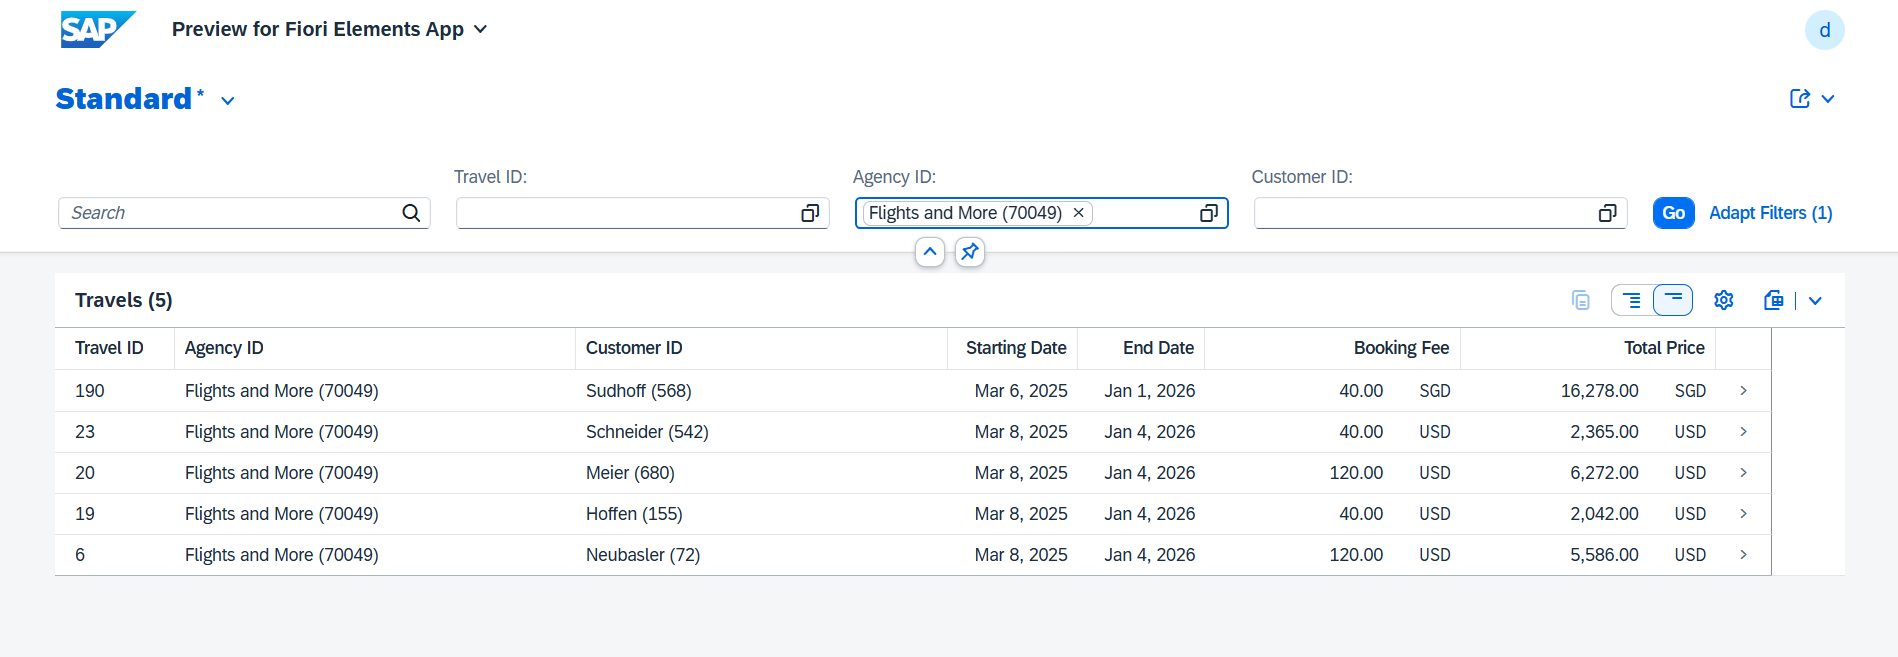 SAP Preview for Fiori Elements App d
Standard *
Travel ID: Agency ID: Customer ID:
Search Flights and More (70049) Go Adapt Filters (1)
Travels (5)
Travel ID Agency ID Customer ID Starting Date End Date Booking Fee Total Price
190 Flights and More (70049) Sudhoff (568) Mar 6, 2025 Jan 1, 2026 40.00 SGD 16,278.00 SGD
23 Flights and More (70049) Schneider (542) Mar 8, 2025 Jan 4, 2026 40.00 USD 2,365.00 USD
20 Flights and More (70049) Meier (680) Mar 8, 2025 Jan 4, 2026 120.00 USD 6,272.00 USD
19 Flights and More (70049) Hoffen (155) Mar 8, 2025 Jan 4, 2026 40.00 USD 2,042.00 USD
6 Flights and More (70049) Neubasler (72) Mar 8, 2025 Jan 4, 2026 120.00 USD 5,586.00 USD